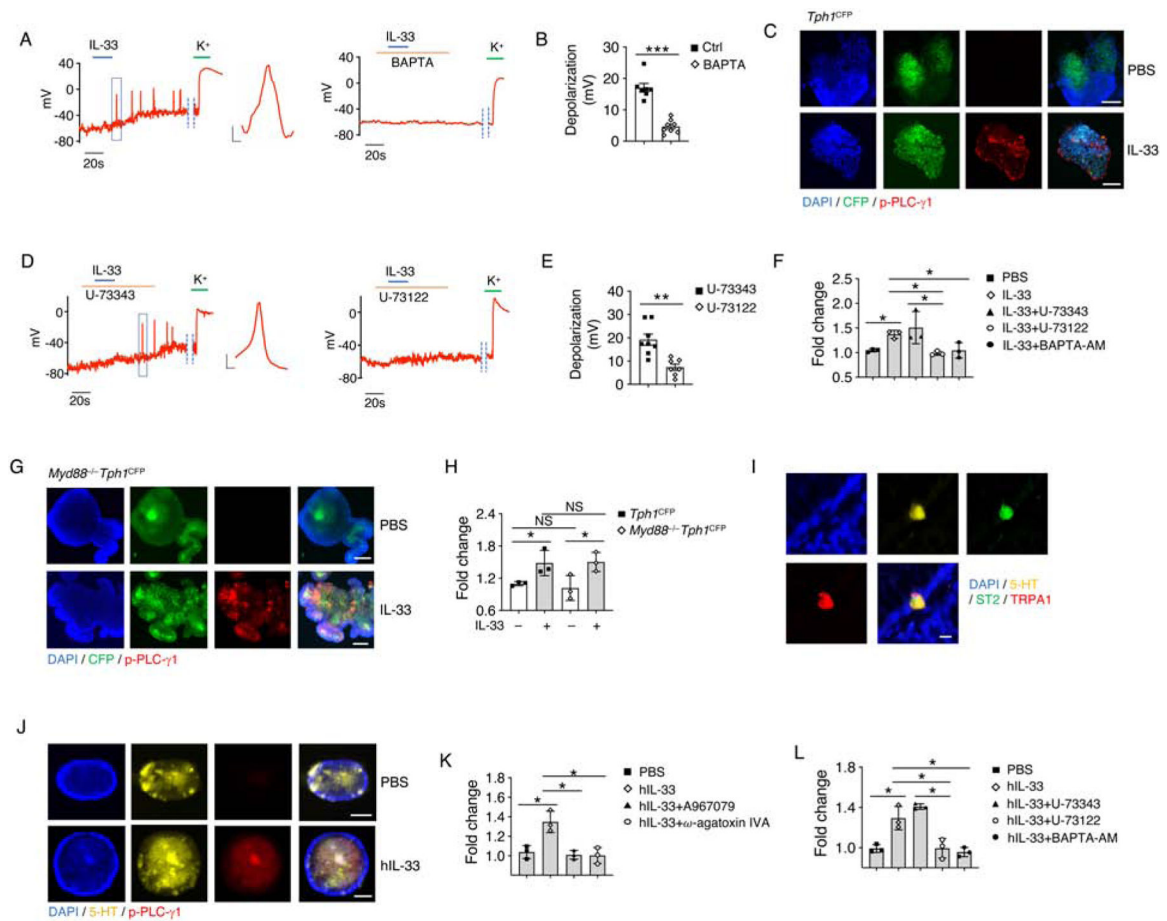 A
IL-33
K⁺
40
0
-40
-80
mV
20s
IL-33
BAPTA
K⁺
40
0
-40
-80
mV
20s
B
***
Ctrl
BAPTA
30
20
10
0
Depolarization
(mV)
C
Tph1CFP
PBS
IL-33
DAPI / CFP / p-PLC-γ1
D
IL-33
U-73343
K⁺
40
0
-40
-80
mV
20s
IL-33
U-73122
K⁺
40
0
-40
-80
mV
20s
E
**
U-73343
U-73122
40
30
20
10
0
Depolarization
(mV)
F
*
*
*
*
PBS
IL-33
IL-33+U-73343
IL-33+U-73122
IL-33+BAPTA-AM
2.5
2.0
1.5
1.0
0.5
Fold change
G
Myd88−/−Tph1CFP
PBS
IL-33
DAPI / CFP / p-PLC-γ1
H
NS
NS
*
*
Tph1CFP
Myd88−/−Tph1CFP
2.4
1.8
1.2
0.6
Fold change
IL-33 − + − +
I
DAPI / 5-HT
/ ST2 / TRPA1
J
PBS
hIL-33
DAPI / 5-HT / p-PLC-γ1
K
*
*
*
PBS
hIL-33
hIL-33+A967079
hIL-33+ω-agatoxin IVA
1.8
1.6
1.4
1.2
1.0
Fold change
L
*
*
*
*
PBS
hIL-33
hIL-33+U-73343
hIL-33+U-73122
hIL-33+BAPTA-AM
1.8
1.4
1.0
Fold change